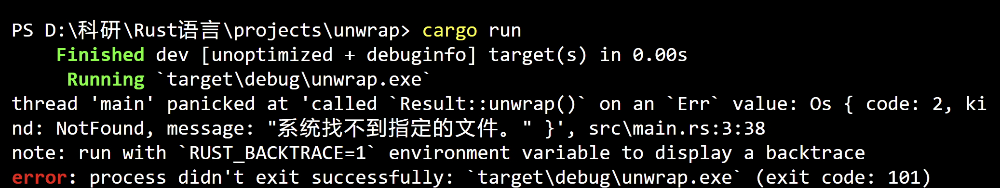 PS D:\科研\Rust语言\projects\unwrap> cargo run
    Finished dev [unoptimized + debuginfo] target(s) in 0.00s
     Running `target\debug\unwrap.exe`
thread 'main' panicked at 'called `Result::unwrap()` on an `Err` value: Os { code: 2, ki
nd: NotFound, message: "系统找不到指定的文件。" }', src\main.rs:3:38
note: run with `RUST_BACKTRACE=1` environment variable to display a backtrace
error: process didn't exit successfully: `target\debug\unwrap.exe` (exit code: 101)